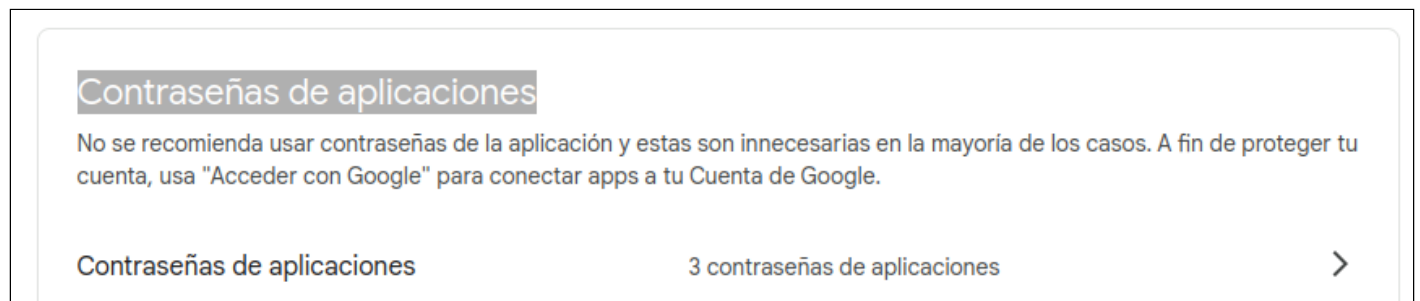 Contraseñas de aplicaciones
No se recomienda usar contraseñas de la aplicación y estas son innecesarias en la mayoría de los casos. A fin de proteger tu
cuenta, usa "Acceder con Google" para conectar apps a tu Cuenta de Google.
Contraseñas de aplicaciones 3 contraseñas de aplicaciones